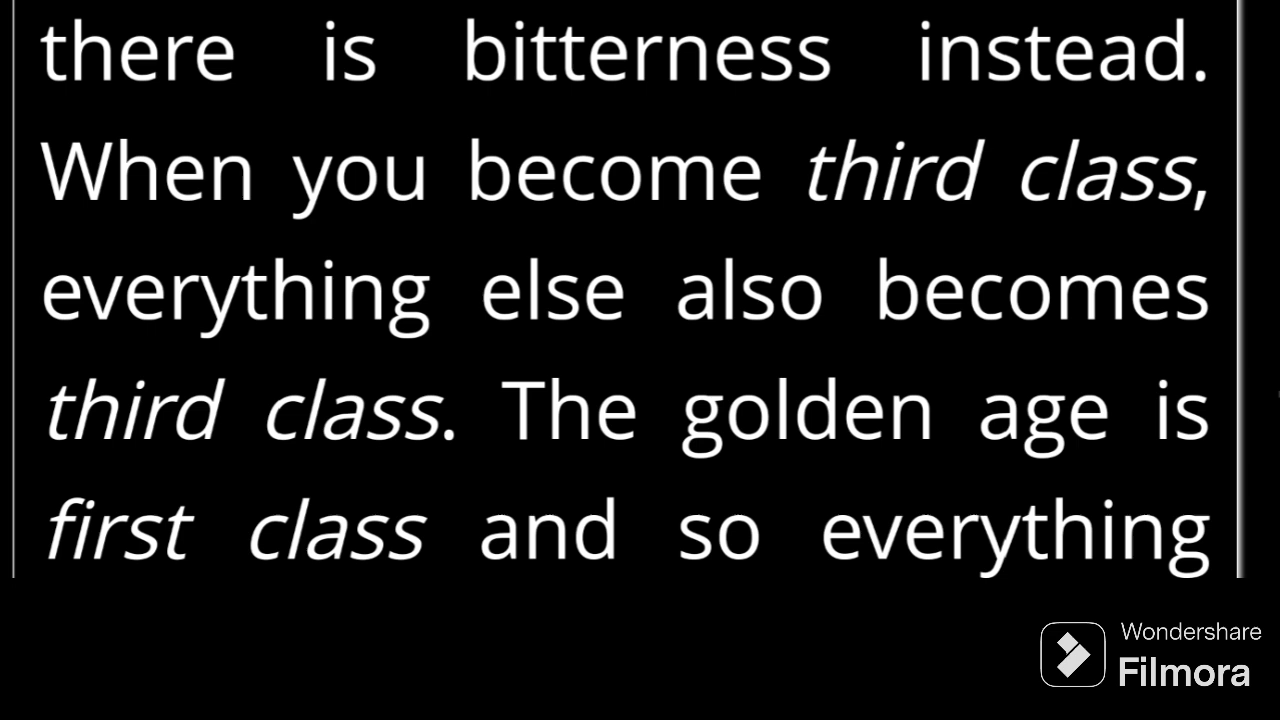 there is bitterness instead.
When you become third class,
everything else also becomes
third class. The golden age is
first class and so everything
Wondershare
Filmora